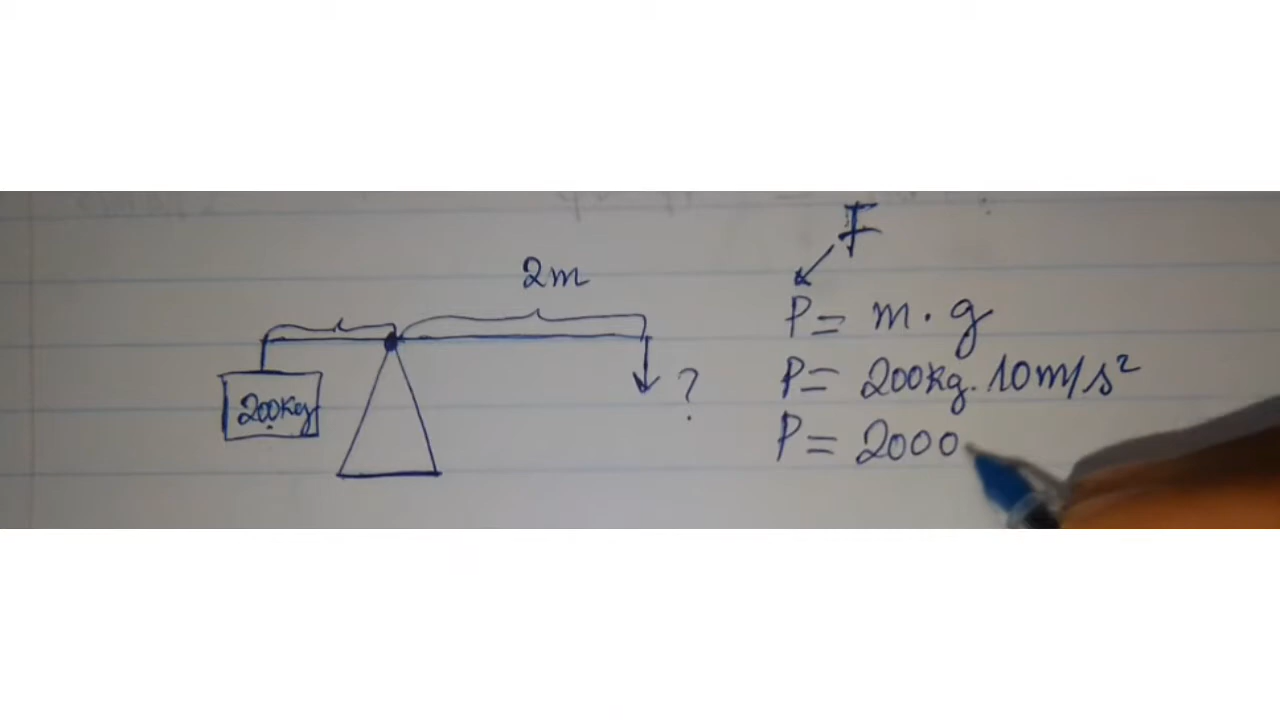 2m
200kg
?
F
P = m · g
P = 200kg · 10m/s²
P = 2000